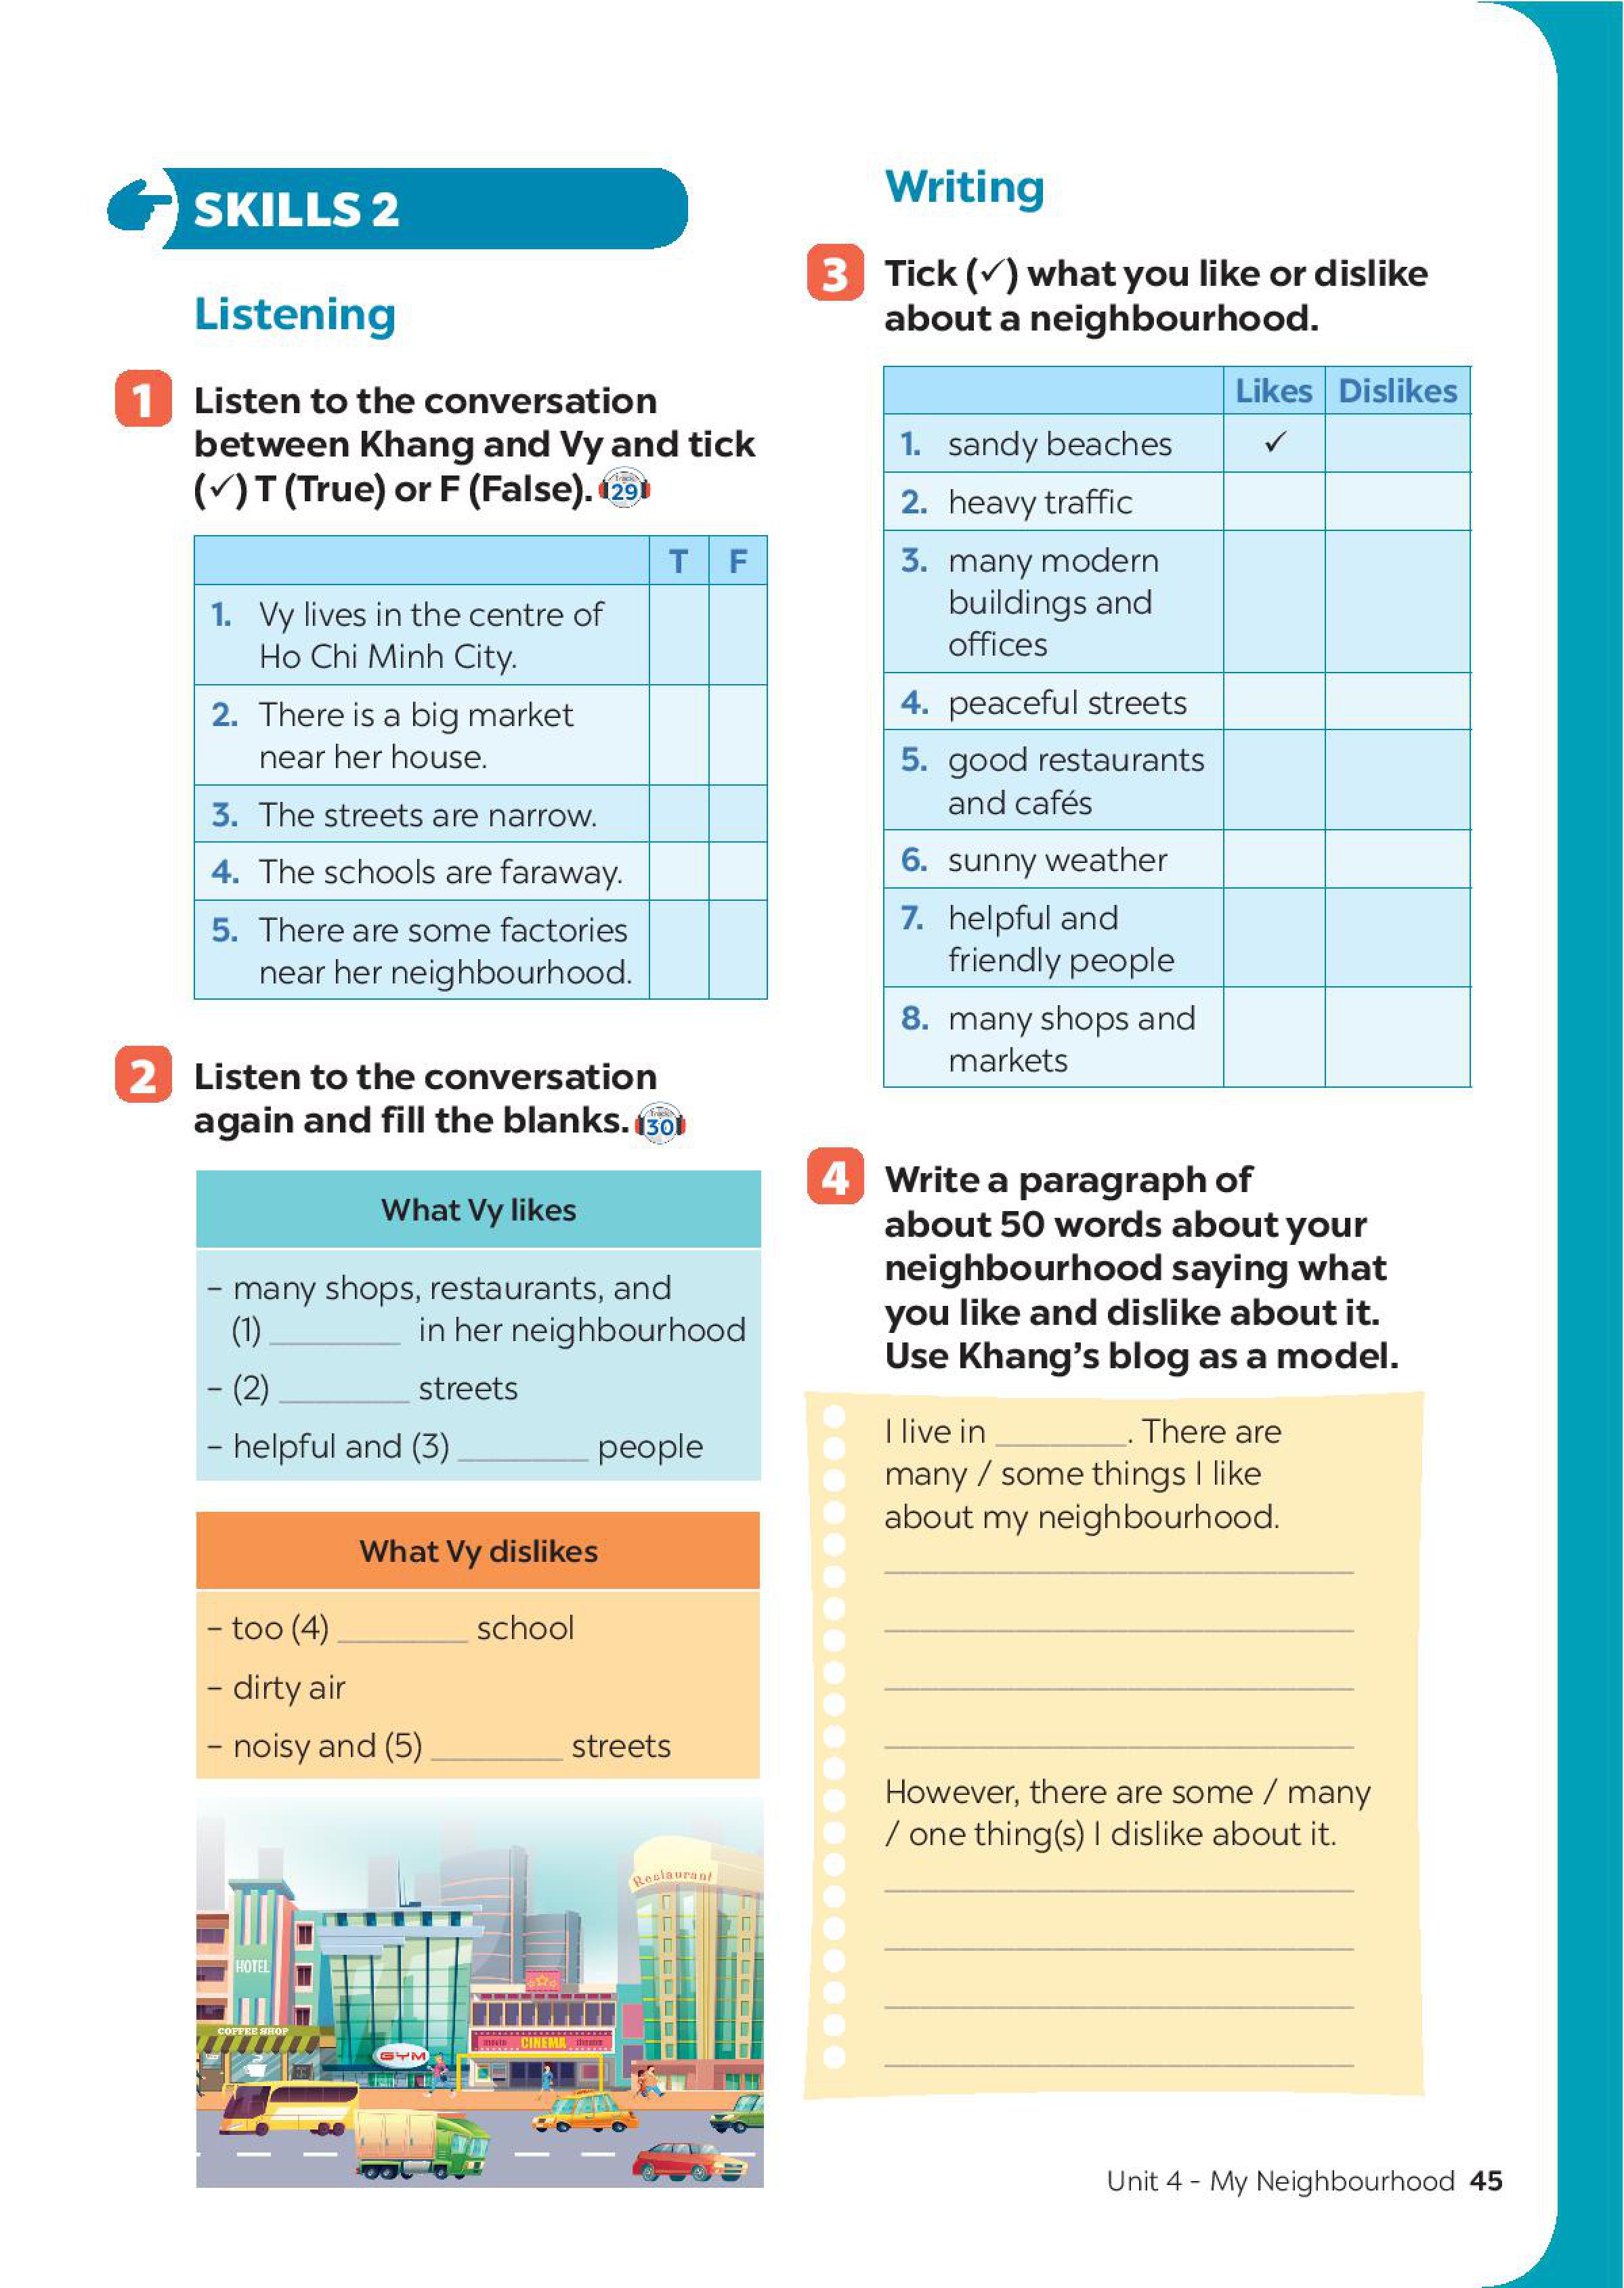 SKILLS 2
Listening
1 Listen to the conversation
between Khang and Vy and tick
(✓) T (True) or F (False). Track 29
T F
1. Vy lives in the centre of
Ho Chi Minh City.
2. There is a big market
near her house.
3. The streets are narrow.
4. The schools are faraway.
5. There are some factories
near her neighbourhood.
2 Listen to the conversation
again and fill the blanks. Track 30
What Vy likes
– many shops, restaurants, and
(1) ________ in her neighbourhood
– (2) ________ streets
– helpful and (3) ________ people
What Vy dislikes
– too (4) ________ school
– dirty air
– noisy and (5) ________ streets
Restaurant
HOTEL
COFFEE SHOP
GYM
movie CINEMA theater
Writing
3 Tick (✓) what you like or dislike
about a neighbourhood.
Likes Dislikes
1. sandy beaches ✓
2. heavy traffic
3. many modern
buildings and
offices
4. peaceful streets
5. good restaurants
and cafés
6. sunny weather
7. helpful and
friendly people
8. many shops and
markets
4 Write a paragraph of
about 50 words about your
neighbourhood saying what
you like and dislike about it.
Use Khang's blog as a model.
I live in ________. There are
many / some things I like
about my neighbourhood.
However, there are some / many
/ one thing(s) I dislike about it.
Unit 4 - My Neighbourhood 45